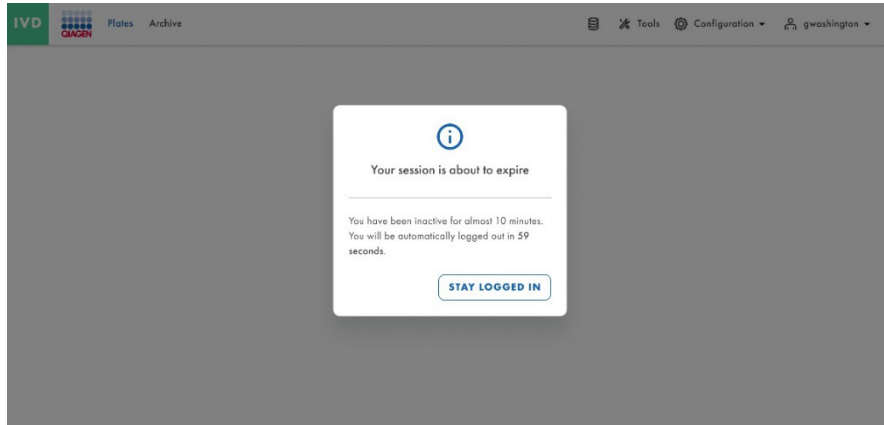 IVD
QIAGEN
Plates Archive
Tools Configuration gwashington
Your session is about to expire
You have been inactive for almost 10 minutes.
You will be automatically logged out in 59
seconds.
STAY LOGGED IN